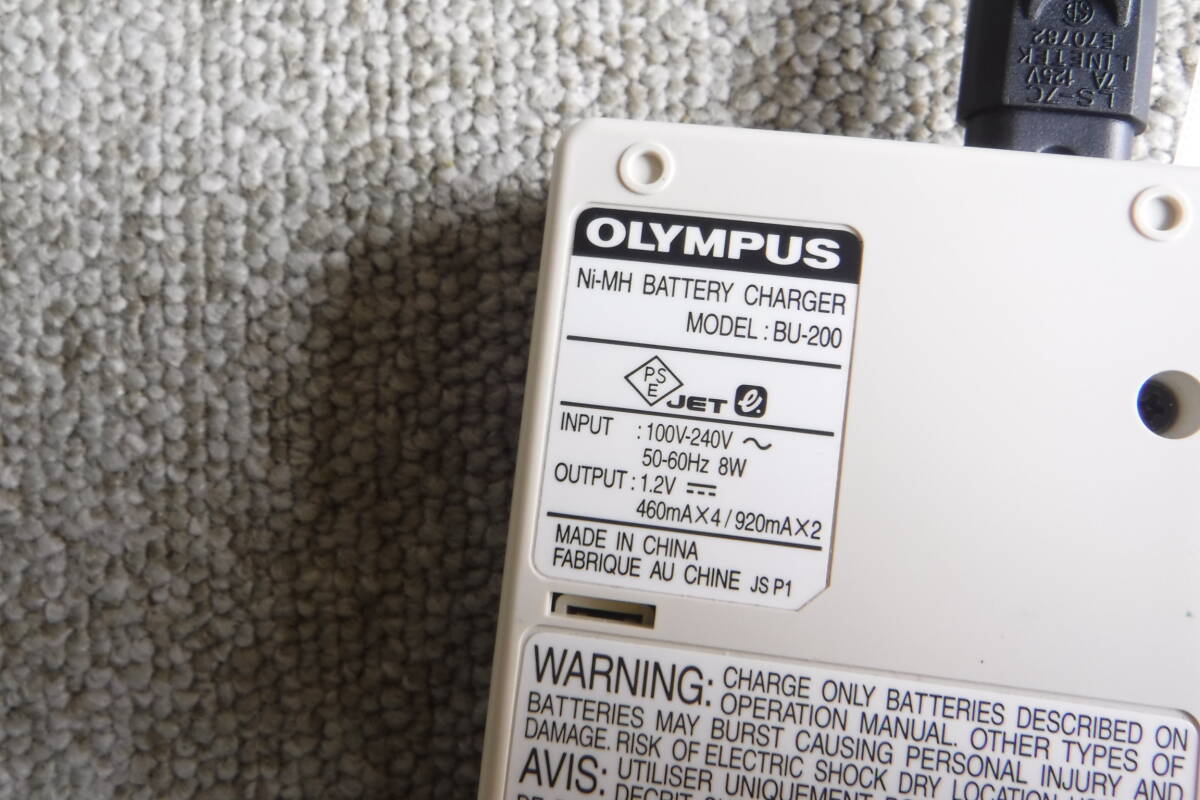 LS-7C
7A 125V
LINETEK
E70782
OLYMPUS
Ni-MH BATTERY CHARGER
MODEL : BU-200
PS
E
JET e.
INPUT : 100V-240V ~
50-60Hz 8W
OUTPUT : 1.2V ⎓
460mA×4 / 920mA×2
MADE IN CHINA
FABRIQUE AU CHINE JS P1
WARNING: CHARGE ONLY BATTERIES DESCRIBED ON
OPERATION MANUAL. OTHER TYPES OF
BATTERIES MAY BURST CAUSING PERSONAL INJURY AND
DAMAGE. RISK OF ELECTRIC SHOCK DRY LOCATION
AVIS: UTILISER UNIQUEMENT
DECRIT